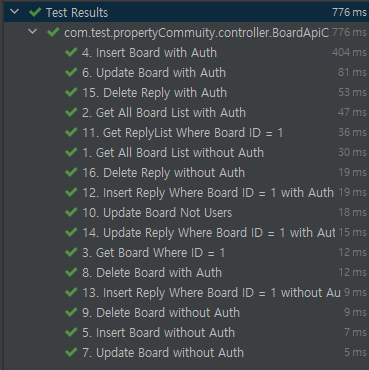 Test Results 776 ms
com.test.propertyCommuity.controller.BoardApiC 776 ms
4. Insert Board with Auth 404 ms
6. Update Board with Auth 81 ms
15. Delete Reply with Auth 53 ms
2. Get All Board List with Auth 47 ms
11. Get ReplyList Where Board ID = 1 36 ms
1. Get All Board List without Auth 30 ms
16. Delete Reply without Auth 19 ms
12. Insert Reply Where Board ID = 1 with Auth 19 ms
10. Update Board Not Users 18 ms
14. Update Reply Where Board ID = 1 with Aut 15 ms
3. Get Board Where ID = 1 12 ms
8. Delete Board with Auth 12 ms
13. Insert Reply Where Board ID = 1 without Au 9 ms
9. Delete Board without Auth 9 ms
5. Insert Board without Auth 7 ms
7. Update Board without Auth 5 ms